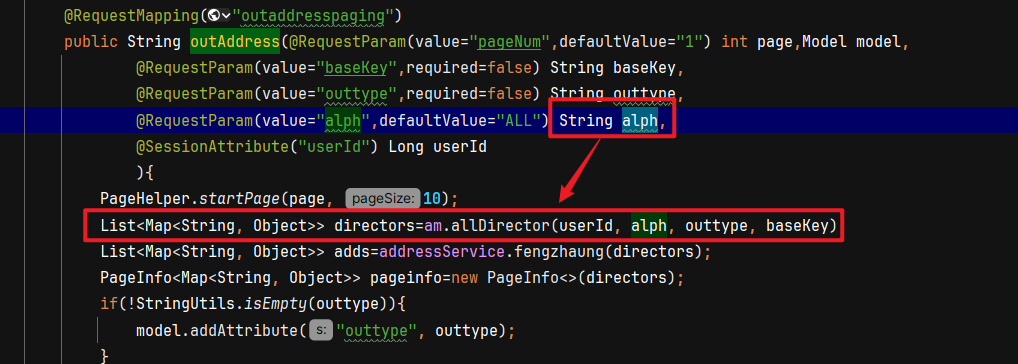 @RequestMapping("outaddresspaging")
public String outAddress(@RequestParam(value="pageNum",defaultValue="1") int page,Model model,
@RequestParam(value="baseKey",required=false) String baseKey,
@RequestParam(value="outtype",required=false) String outtype,
@RequestParam(value="alph",defaultValue="ALL") String alph,
@SessionAttribute("userId") Long userId
){
PageHelper.startPage(page, pageSize: 10);
List<Map<String, Object>> directors=am.allDirector(userId, alph, outtype, baseKey)
List<Map<String, Object>> adds=addressService.fengzhaung(directors);
PageInfo<Map<String, Object>> pageinfo=new PageInfo<>(directors);
if(!StringUtils.isEmpty(outtype)){
model.addAttribute( s: "outtype", outtype);
}